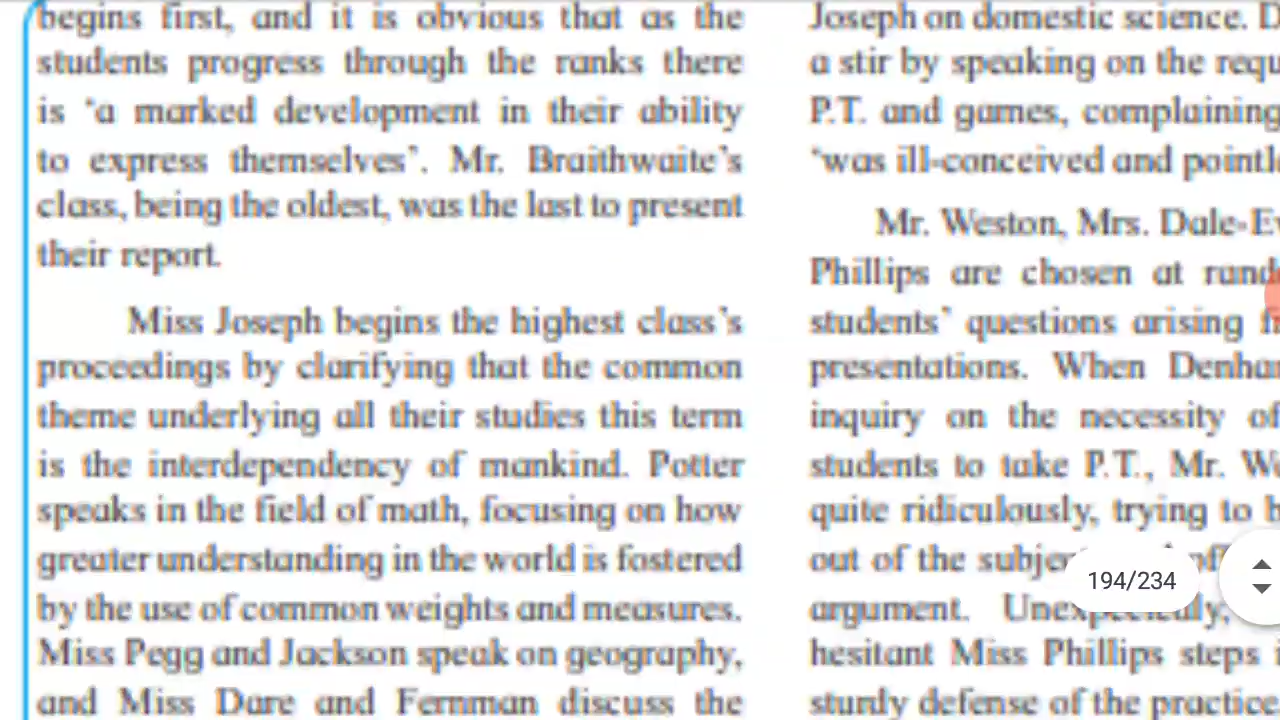 begins first, and it is obvious that as the
students progress through the ranks there
is 'a marked development in their ability
to express themselves'. Mr. Braithwaite's
class, being the oldest, was the last to present
their report.
Miss Joseph begins the highest class's
proceedings by clarifying that the common
theme underlying all their studies this term
is the interdependency of mankind. Potter
speaks in the field of math, focusing on how
greater understanding in the world is fostered
by the use of common weights and measures.
Miss Pegg and Jackson speak on geography,
and Miss Dare and Fernman discuss the
Joseph on domestic science. D
a stir by speaking on the requ
P.T. and games, complaining
'was ill-conceived and pointl
Mr. Weston, Mrs. Dale-Ev
Phillips are chosen at rand
students' questions arising f
presentations. When Denha
inquiry on the necessity of
students to take P.T., Mr. We
quite ridiculously, trying to b
out of the subje
argument. Unexpectedly,
hesitant Miss Phillips steps i
sturdy defense of the practice
194/234